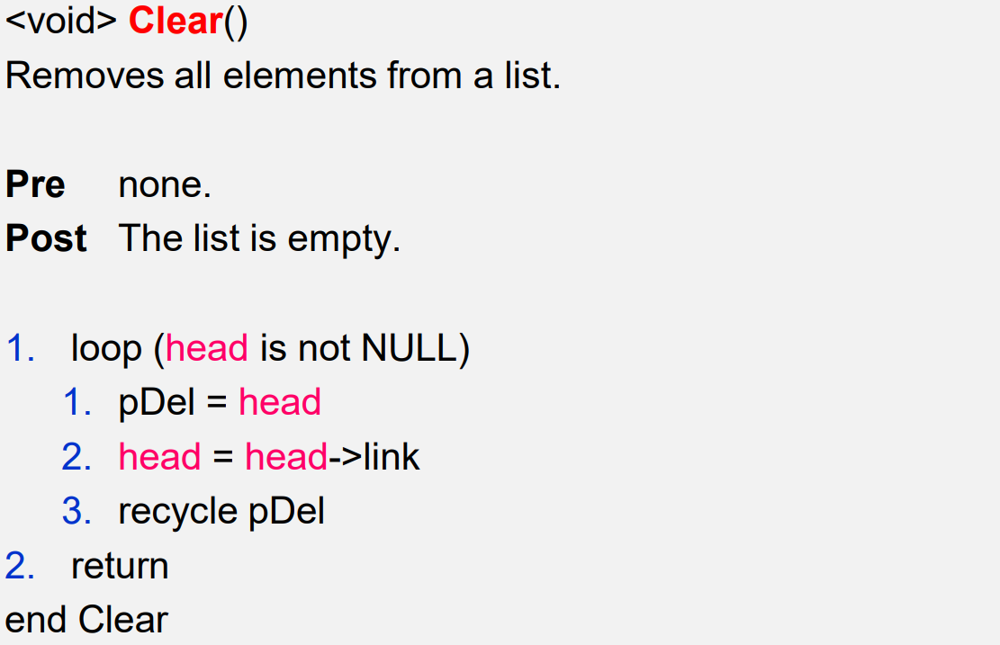 <void> Clear()
Removes all elements from a list.
Pre none.
Post The list is empty.
1. loop (head is not NULL)
1. pDel = head
2. head = head->link
3. recycle pDel
2. return
end Clear